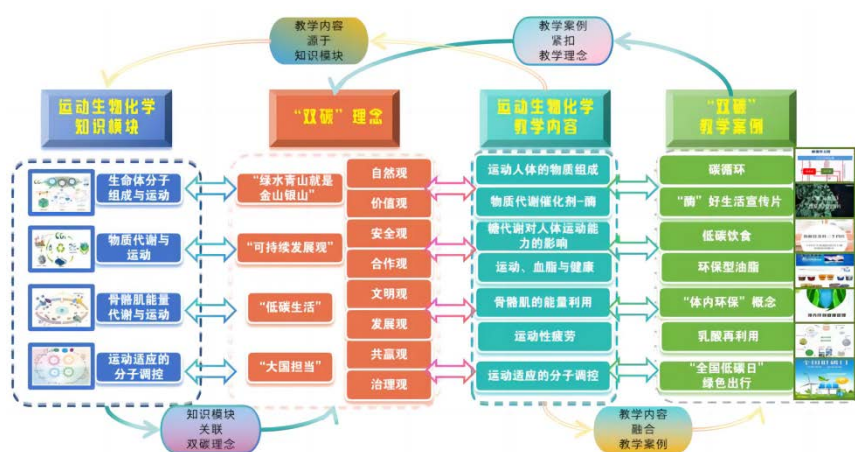 教学内容
源于
知识模块
教学案例
紧扣
教学理念
运动生物化学
知识模块
“双碳”理念
运动生物化学
教学内容
“双碳”
教学案例
生命体分子
组成与运动
物质代谢与
运动
骨骼肌能量
代谢与运动
运动适应的
分子调控
“绿水青山就是
金山银山”
“可持续发展观”
“低碳生活”
“大国担当”
自然观
价值观
安全观
合作观
文明观
发展观
共赢观
治理观
运动人体的物质组成
物质代谢催化剂-酶
糖代谢对人体运动能
力的影响
运动、血脂与健康
骨骼肌的能量利用
运动性疲劳
运动适应的分子调控
碳循环
“酶”好生活宣传片
低碳饮食
环保型油脂
“体内环保”概念
乳酸再利用
“全国低碳日”
绿色出行
知识模块
关联
双碳理念
教学内容
融合
教学案例